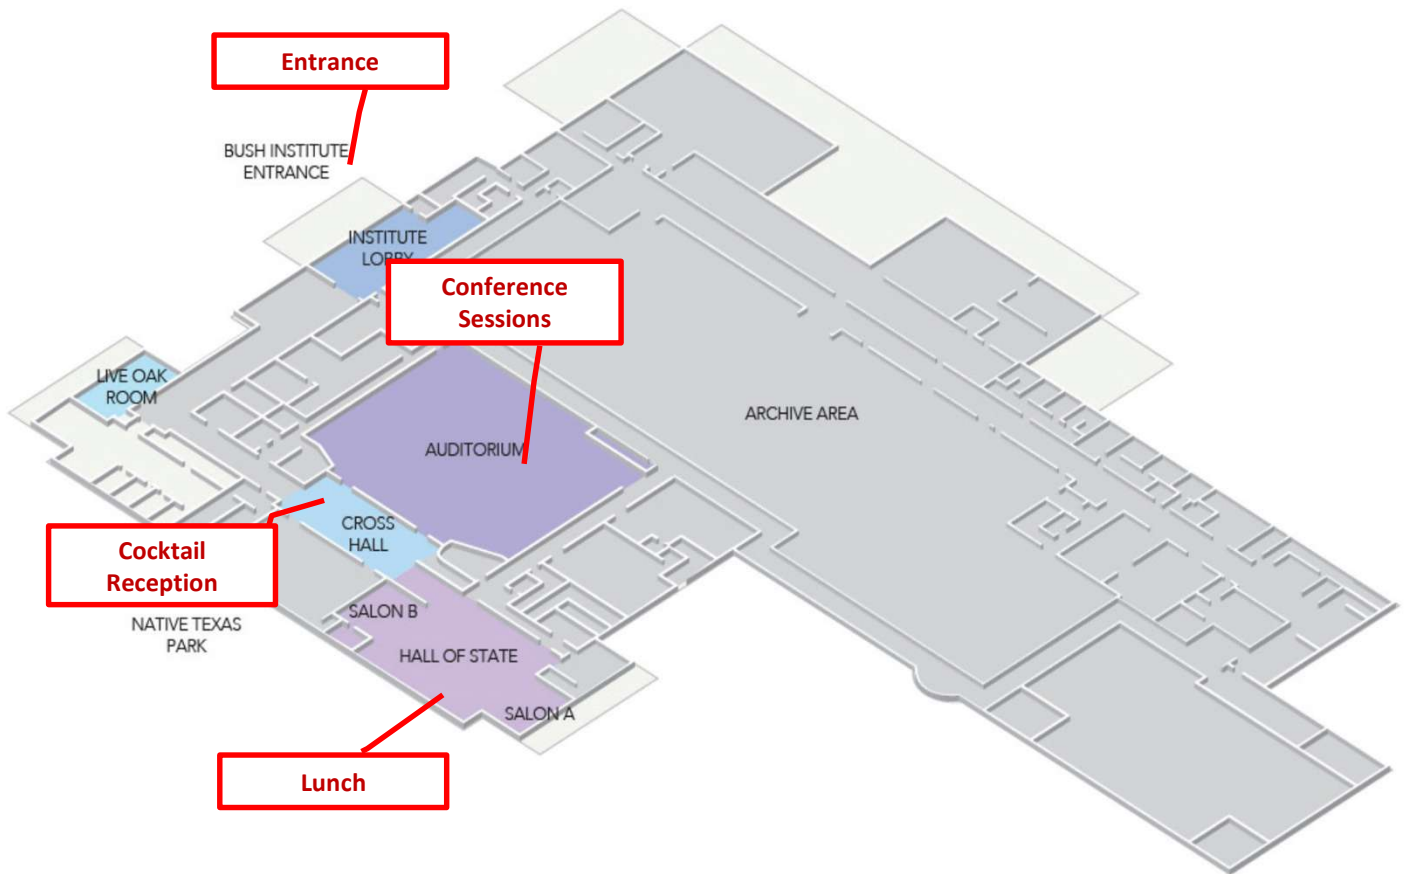 Entrance
BUSH INSTITUTE
ENTRANCE
INSTITUTE
LOBBY
Conference
Sessions
LIVE OAK
ROOM
ARCHIVE AREA
AUDITORIUM
CROSS
HALL
Cocktail
Reception
SALON B
NATIVE TEXAS
PARK
HALL OF STATE
SALON A
Lunch